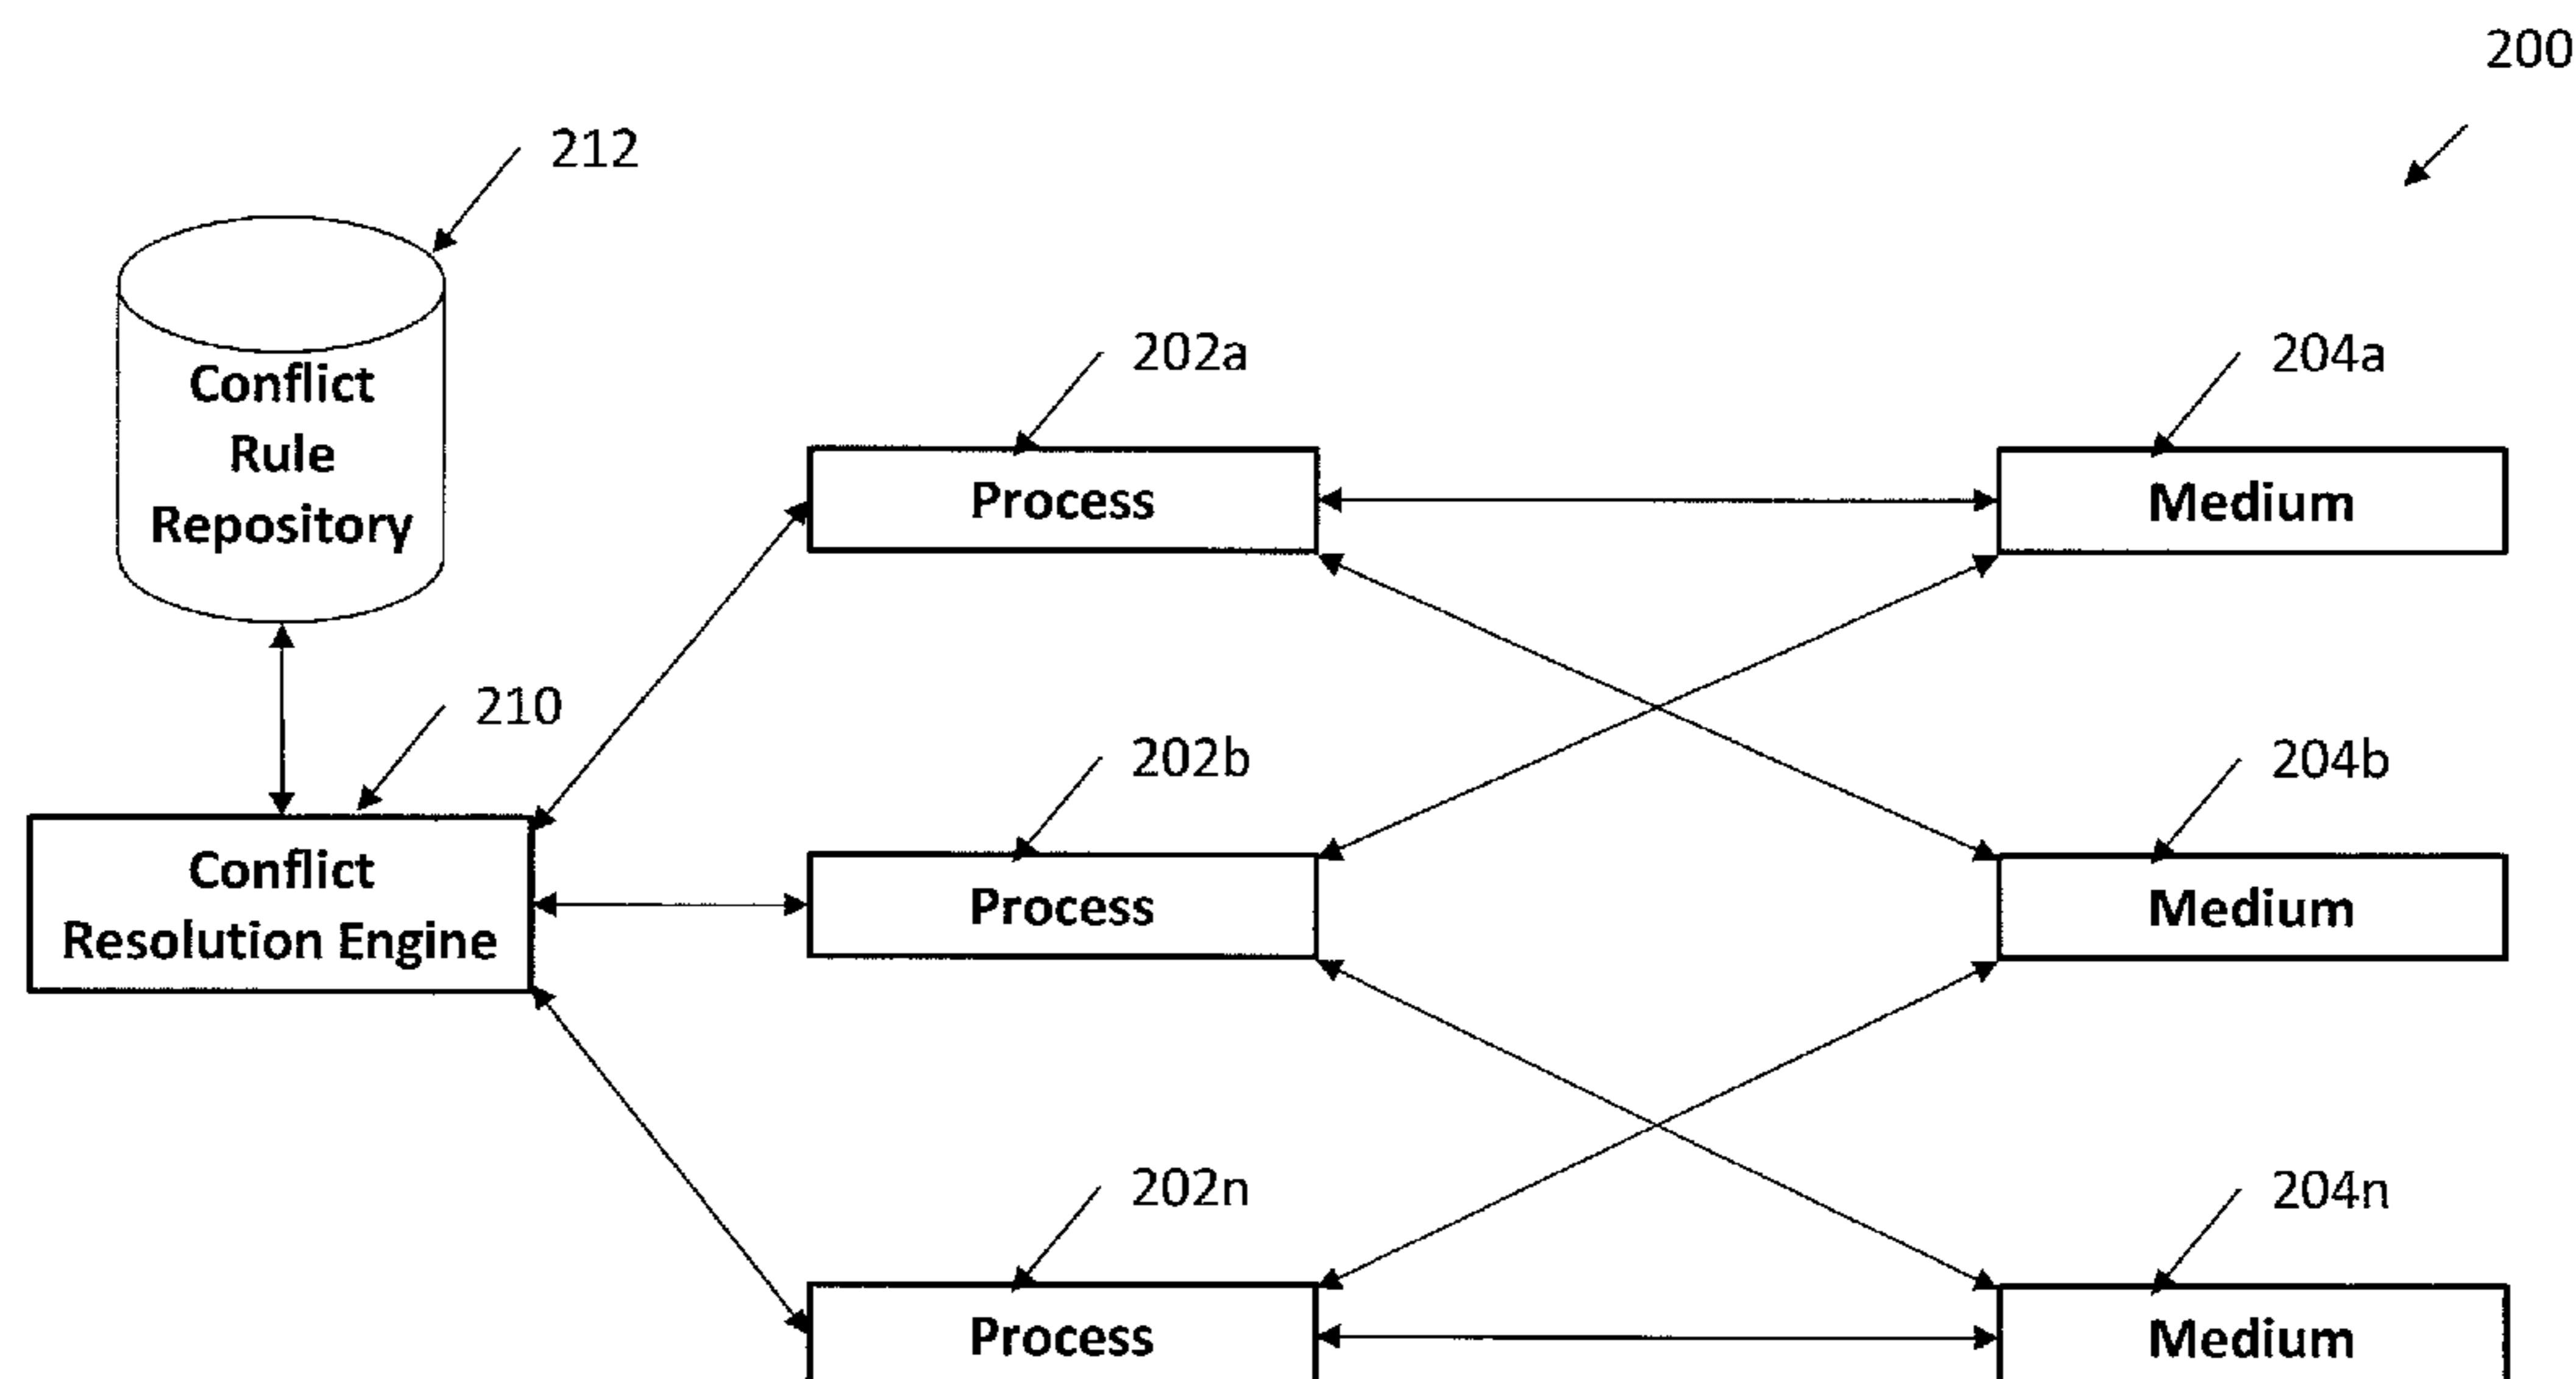 200
212
Conflict
Rule
Repository
202a
204a
Process
Medium
210
202b
204b
Conflict
Resolution Engine
Process
Medium
202n
204n
Process
Medium